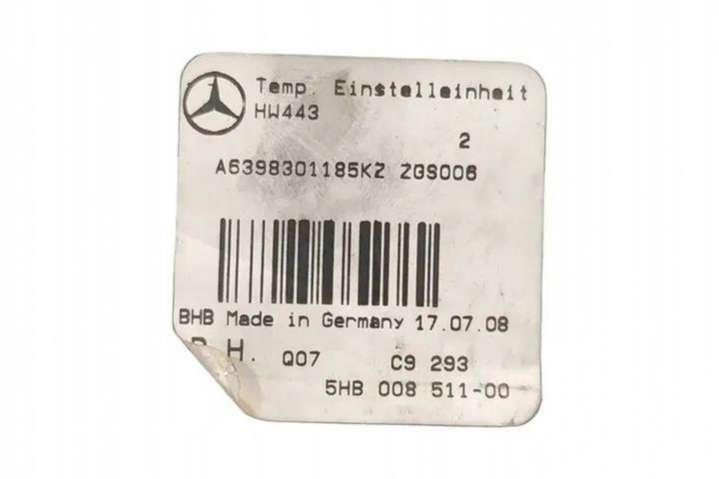 Temp. Einstelleinheit
HW443
2
A6398301185KZ ZGS006
BHB Made in Germany 17.07.08
H. Q07 C9 293
5HB 008 511-00